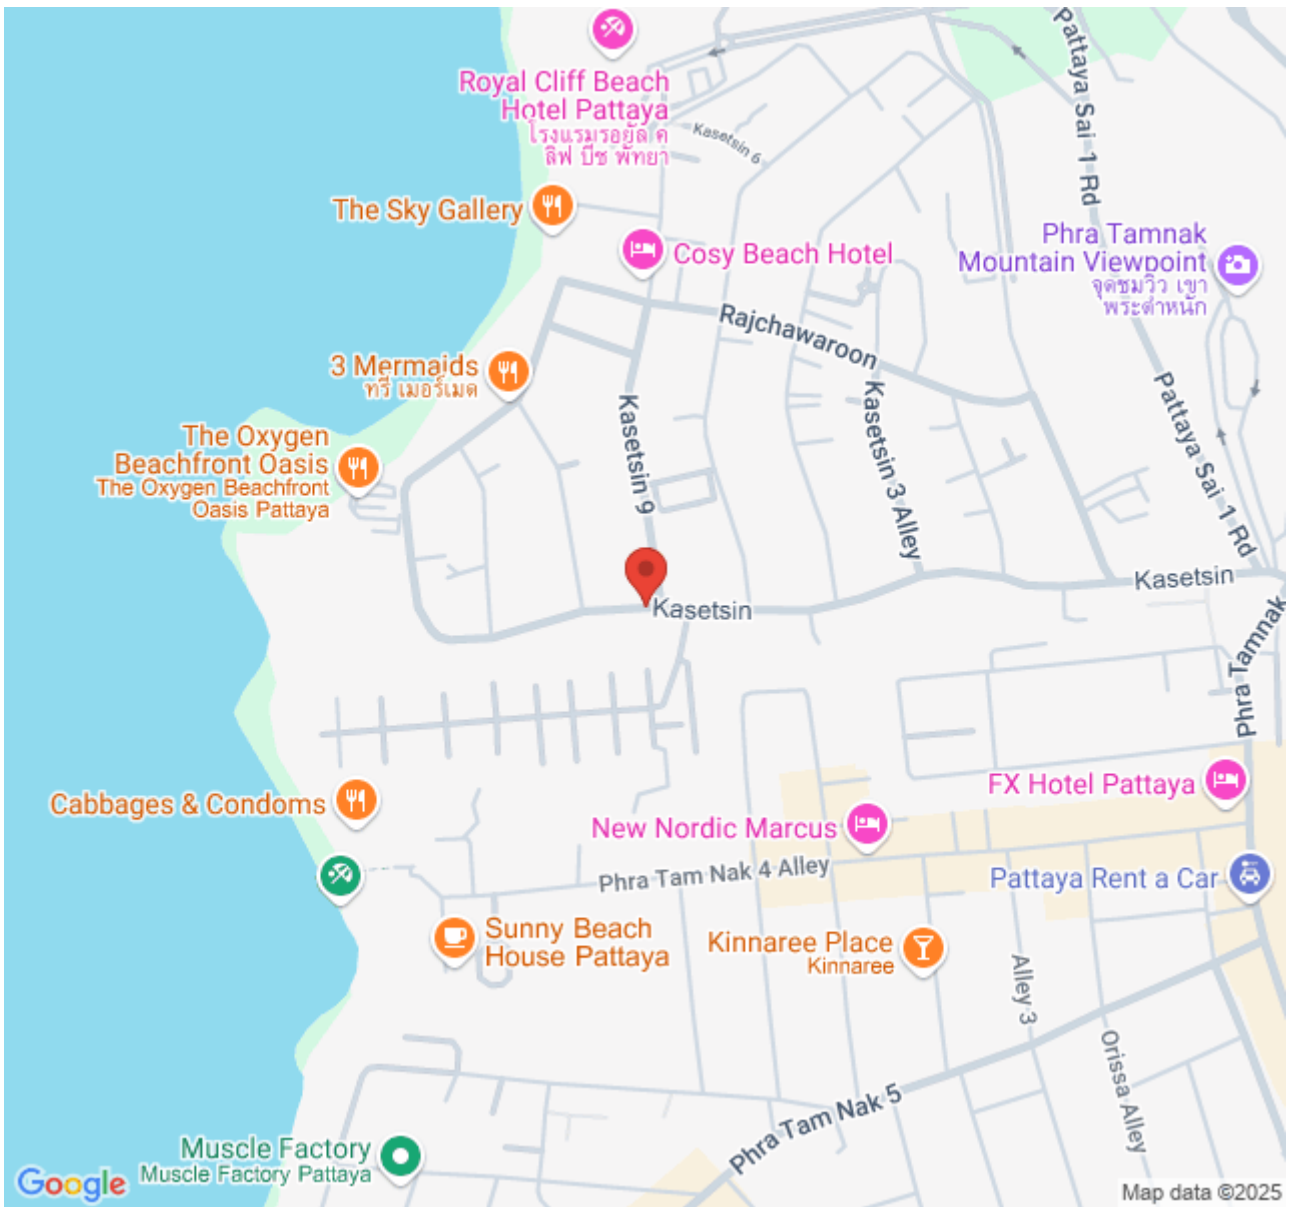 Royal Cliff Beach
Hotel Pattaya
โรงแรมรอยัล ค
ลิฟ บีช พัทยา
Pattaya Sai 1 Rd
Kasetsin 6
The Sky Gallery
Cosy Beach Hotel
Phra Tamnak
Mountain Viewpoint
จุดชมวิว เขา
พระตำหนัก
Rajchawaroon
3 Mermaids
ทรี เมอร์เมด
Kasetsin 9
Kasetsin 3 Alley
Pattaya Sai 1 Rd
The Oxygen
Beachfront Oasis
The Oxygen Beachfront
Oasis Pattaya
Kasetsin
Kasetsin
Phra Tamnak
FX Hotel Pattaya
Cabbages & Condoms
New Nordic Marcus
Phra Tam Nak 4 Alley
Pattaya Rent a Car
Sunny Beach
House Pattaya
Kinnaree Place
Kinnaree
Alley 3
Orissa Alley
Phra Tam Nak 5
Muscle Factory
Muscle Factory Pattaya
Google
Map data ©2025